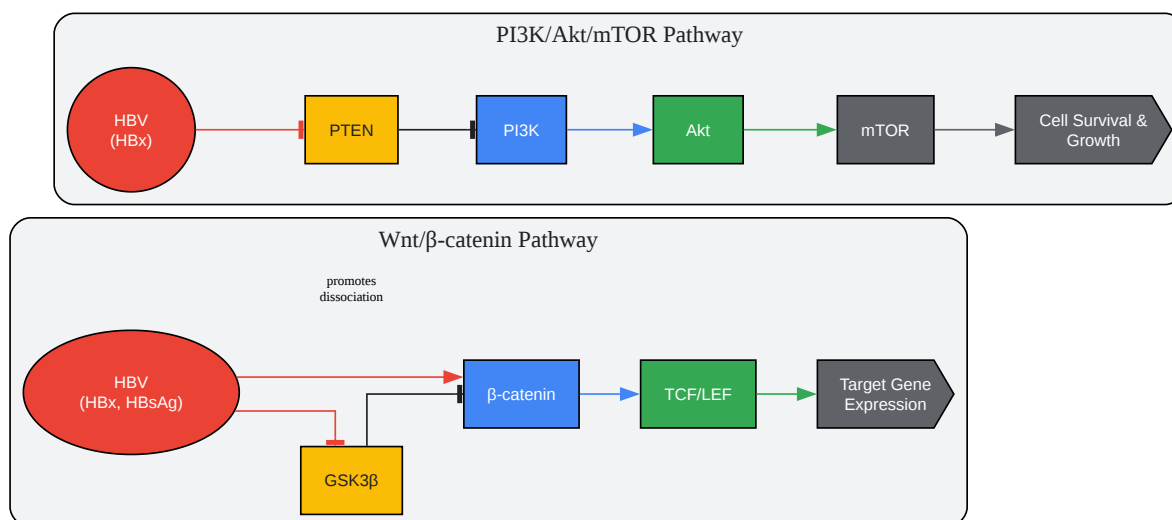 PI3K/Akt/mTOR Pathway
HBV
(HBx)
PTEN
PI3K
Akt
mTOR
Cell Survival &
Growth
Wnt/β-catenin Pathway
promotes
dissociation
HBV
(HBx, HBsAg)
β-catenin
TCF/LEF
Target Gene
Expression
GSK3β